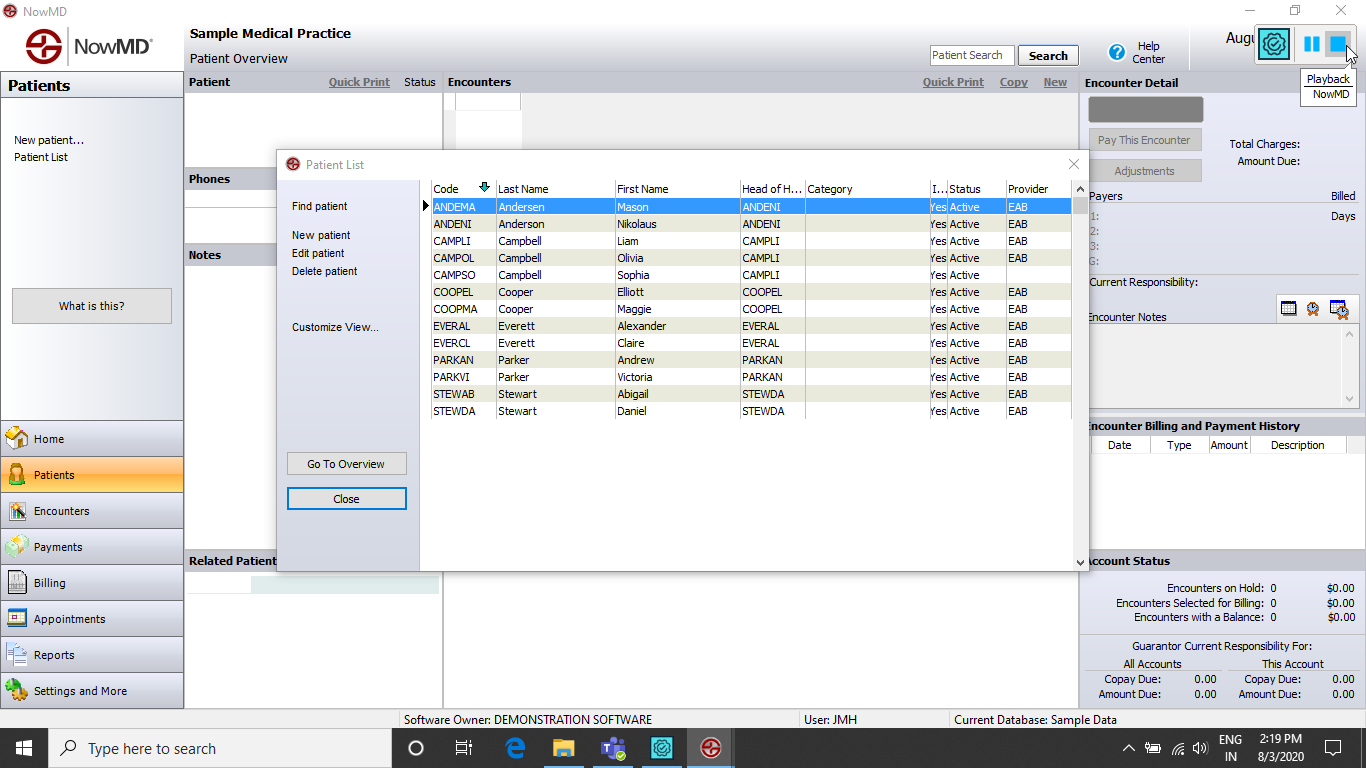 NowMD
NowMD®
Sample Medical Practice
Patient Overview
Patient Search
Search
Help
Center
Playback
NowMD
Patients
New patient...
Patient List
What is this?
Home
Patients
Encounters
Payments
Billing
Appointments
Reports
Settings and More
Patient Quick Print Status
Phones
Notes
Encounters Quick Print Copy New
Patient List
Find patient
New patient
Edit patient
Delete patient
Customize View...
Go To Overview
Close
Code Last Name First Name Head of H... Category I... Status Provider
ANDEMA Andersen Mason ANDENI Yes Active EAB
ANDENI Anderson Nikolaus ANDENI Yes Active EAB
CAMPLI Campbell Liam CAMPLI Yes Active EAB
CAMPOL Campbell Olivia CAMPLI Yes Active EAB
CAMPSO Campbell Sophia CAMPLI Yes Active
COOPEL Cooper Elliott COOPEL Yes Active EAB
COOPMA Cooper Maggie COOPEL Yes Active EAB
EVERAL Everett Alexander EVERAL Yes Active EAB
EVERCL Everett Claire EVERAL Yes Active EAB
PARKAN Parker Andrew PARKAN Yes Active EAB
PARKVI Parker Victoria PARKAN Yes Active EAB
STEWAB Stewart Abigail STEWDA Yes Active EAB
STEWDA Stewart Daniel STEWDA Yes Active EAB
Related Patient
Encounter Detail
Pay This Encounter
Adjustments
Total Charges:
Amount Due:
Payers Billed
1: Days
2:
3:
G:
Current Responsibility:
Encounter Notes
Encounter Billing and Payment History
Date Type Amount Description
Account Status
Encounters on Hold: 0 $0.00
Encounters Selected for Billing: 0 $0.00
Encounters with a Balance: 0 $0.00
Guarantor Current Responsibility For:
All Accounts This Account
Copay Due: 0.00 Copay Due: 0.00
Amount Due: 0.00 Amount Due: 0.00
Software Owner: DEMONSTRATION SOFTWARE User: JMH Current Database: Sample Data
Type here to search
ENG
IN
2:19 PM
8/3/2020